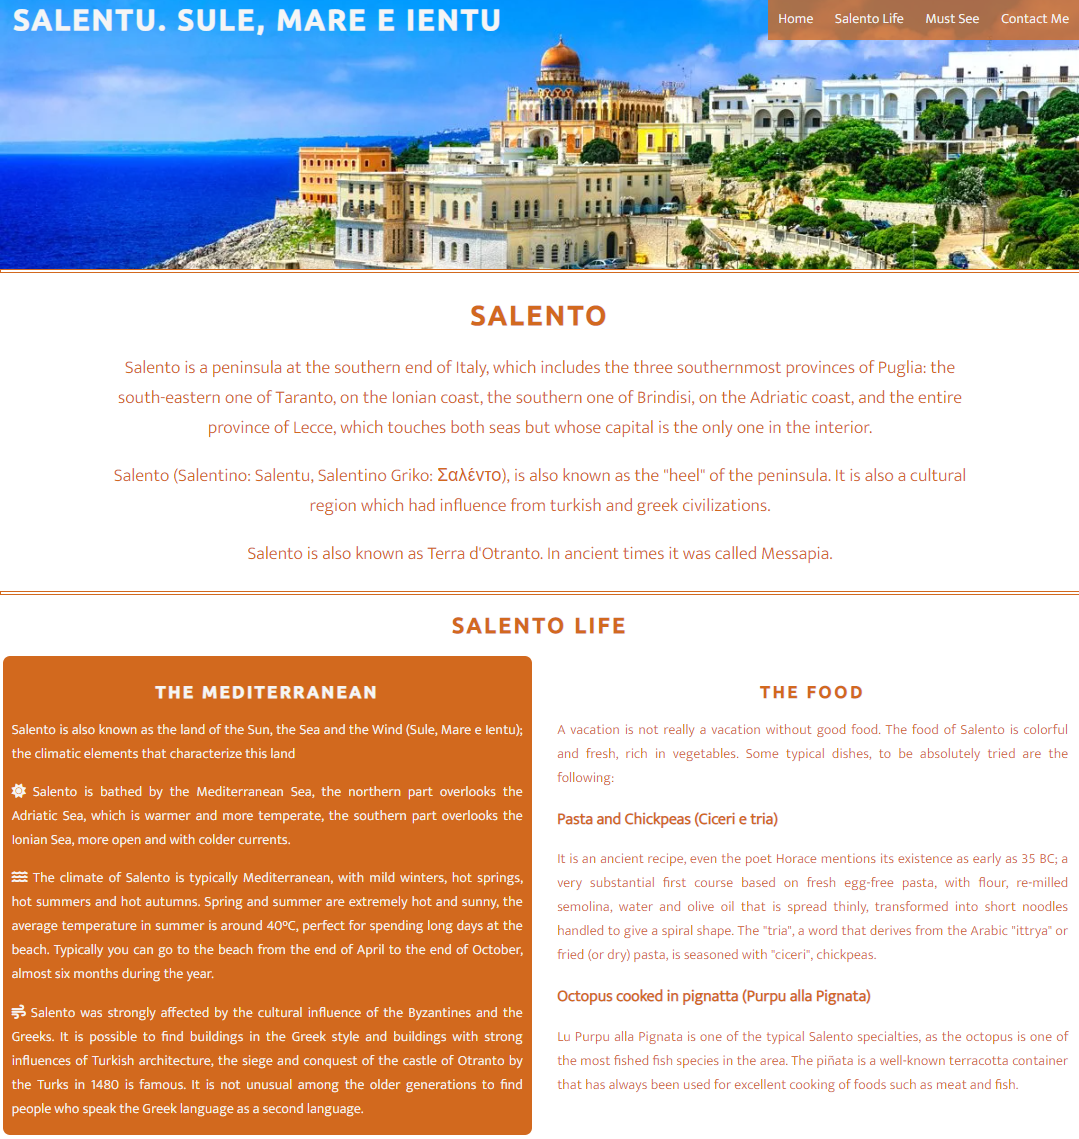 SALENTU. SULE, MARE E IENTU
Home Salento Life Must See Contact Me
SALENTO
Salento is a peninsula at the southern end of Italy, which includes the three southernmost provinces of Puglia: the
south-eastern one of Taranto, on the Ionian coast, the southern one of Brindisi, on the Adriatic coast, and the entire
province of Lecce, which touches both seas but whose capital is the only one in the interior.
Salento (Salentino: Salentu, Salentino Griko: Σαλέντο), is also known as the "heel" of the peninsula. It is also a cultural
region which had influence from turkish and greek civilizations.
Salento is also known as Terra d'Otranto. In ancient times it was called Messapia.
SALENTO LIFE
THE MEDITERRANEAN
Salento is also known as the land of the Sun, the Sea and the Wind (Sule, Mare e Ientu);
the climatic elements that characterize this land
Salento is bathed by the Mediterranean Sea, the northern part overlooks the
Adriatic Sea, which is warmer and more temperate, the southern part overlooks the
Ionian Sea, more open and with colder currents.
The climate of Salento is typically Mediterranean, with mild winters, hot springs,
hot summers and hot autumns. Spring and summer are extremely hot and sunny, the
average temperature in summer is around 40ºC, perfect for spending long days at the
beach. Typically you can go to the beach from the end of April to the end of October,
almost six months during the year.
Salento was strongly affected by the cultural influence of the Byzantines and the
Greeks. It is possible to find buildings in the Greek style and buildings with strong
influences of Turkish architecture, the siege and conquest of the castle of Otranto by
the Turks in 1480 is famous. It is not unusual among the older generations to find
people who speak the Greek language as a second language.
THE FOOD
A vacation is not really a vacation without good food. The food of Salento is colorful
and fresh, rich in vegetables. Some typical dishes, to be absolutely tried are the
following:
Pasta and Chickpeas (Ciceri e tria)
It is an ancient recipe, even the poet Horace mentions its existence as early as 35 BC; a
very substantial first course based on fresh egg-free pasta, with flour, re-milled
semolina, water and olive oil that is spread thinly, transformed into short noodles
handled to give a spiral shape. The "tria", a word that derives from the Arabic "ittrya" or
fried (or dry) pasta, is seasoned with "ciceri", chickpeas.
Octopus cooked in pignatta (Purpu alla Pignata)
Lu Purpu alla Pignata is one of the typical Salento specialties, as the octopus is one of
the most fished fish species in the area. The piñata is a well-known terracotta container
that has always been used for excellent cooking of foods such as meat and fish.